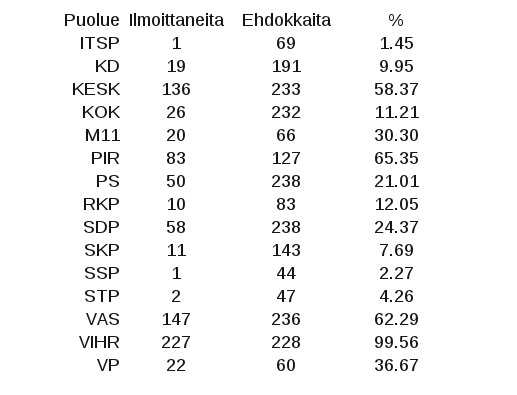 Puolue Ilmoittaneita Ehdokkaita %
ITSP 1 69 1.45
KD 19 191 9.95
KESK 136 233 58.37
KOK 26 232 11.21
M11 20 66 30.30
PIR 83 127 65.35
PS 50 238 21.01
RKP 10 83 12.05
SDP 58 238 24.37
SKP 11 143 7.69
SSP 1 44 2.27
STP 2 47 4.26
VAS 147 236 62.29
VIHR 227 228 99.56
VP 22 60 36.67